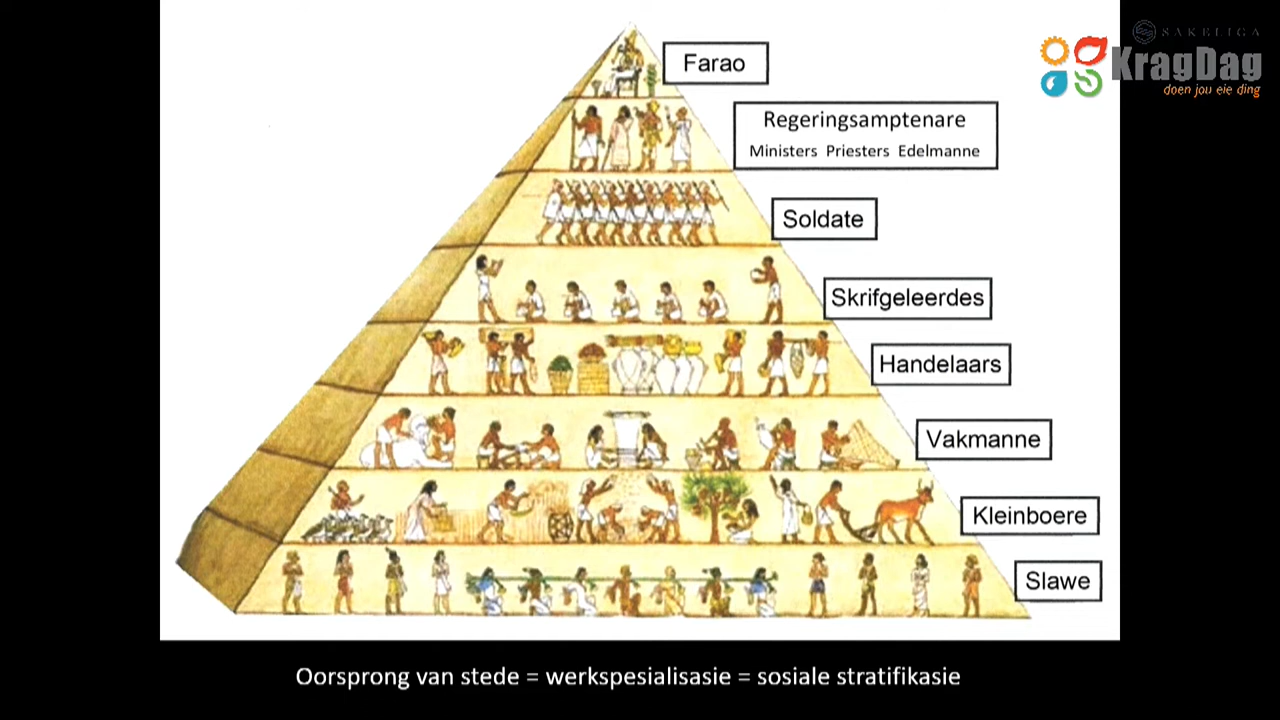 SAKELIGA
KragDag
doen jou eie ding
Farao
Regeringsamptenare
Ministers Priesters Edelmanne
Soldate
Skrifgeleerdes
Handelaars
Vakmanne
Kleinboere
Slawe
Oorsprong van stede = werkspesialisasie = sosiale stratifikasie